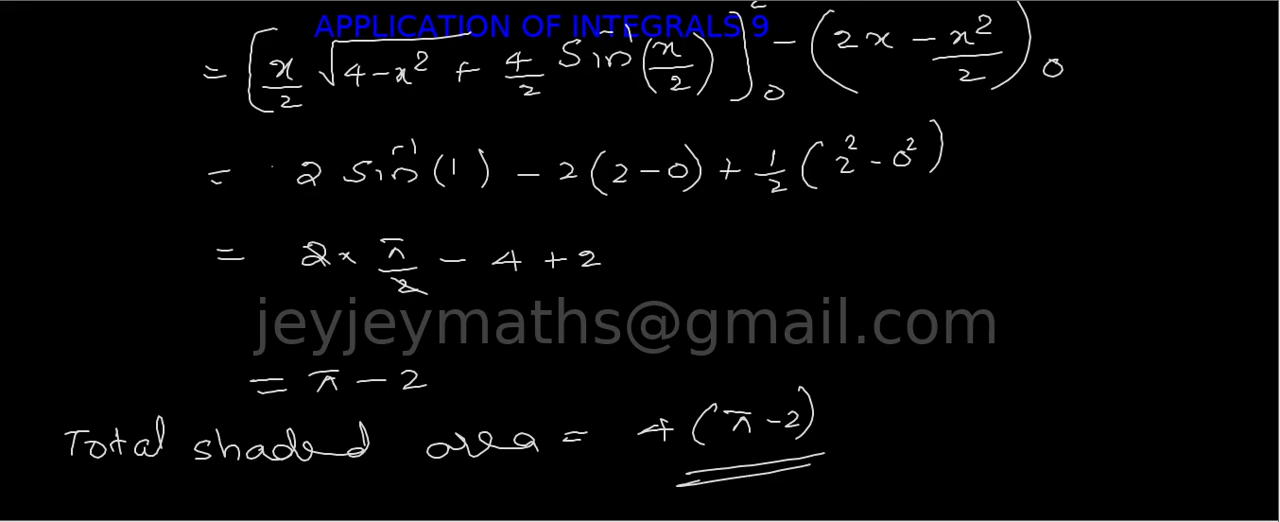 APPLICATION OF INTEGRALS 9
= [x/2 √(4-x²) + 4/2 Sin⁻¹(x/2)]₀² - (2x - x²/2)₀
= 2 Sin⁻¹(1) - 2(2-0) + 1/2 (2² - 0²)
= 2 × π/2 - 4 + 2
jeyjeymaths@gmail.com
= π - 2
Total shaded area = 4(π-2)